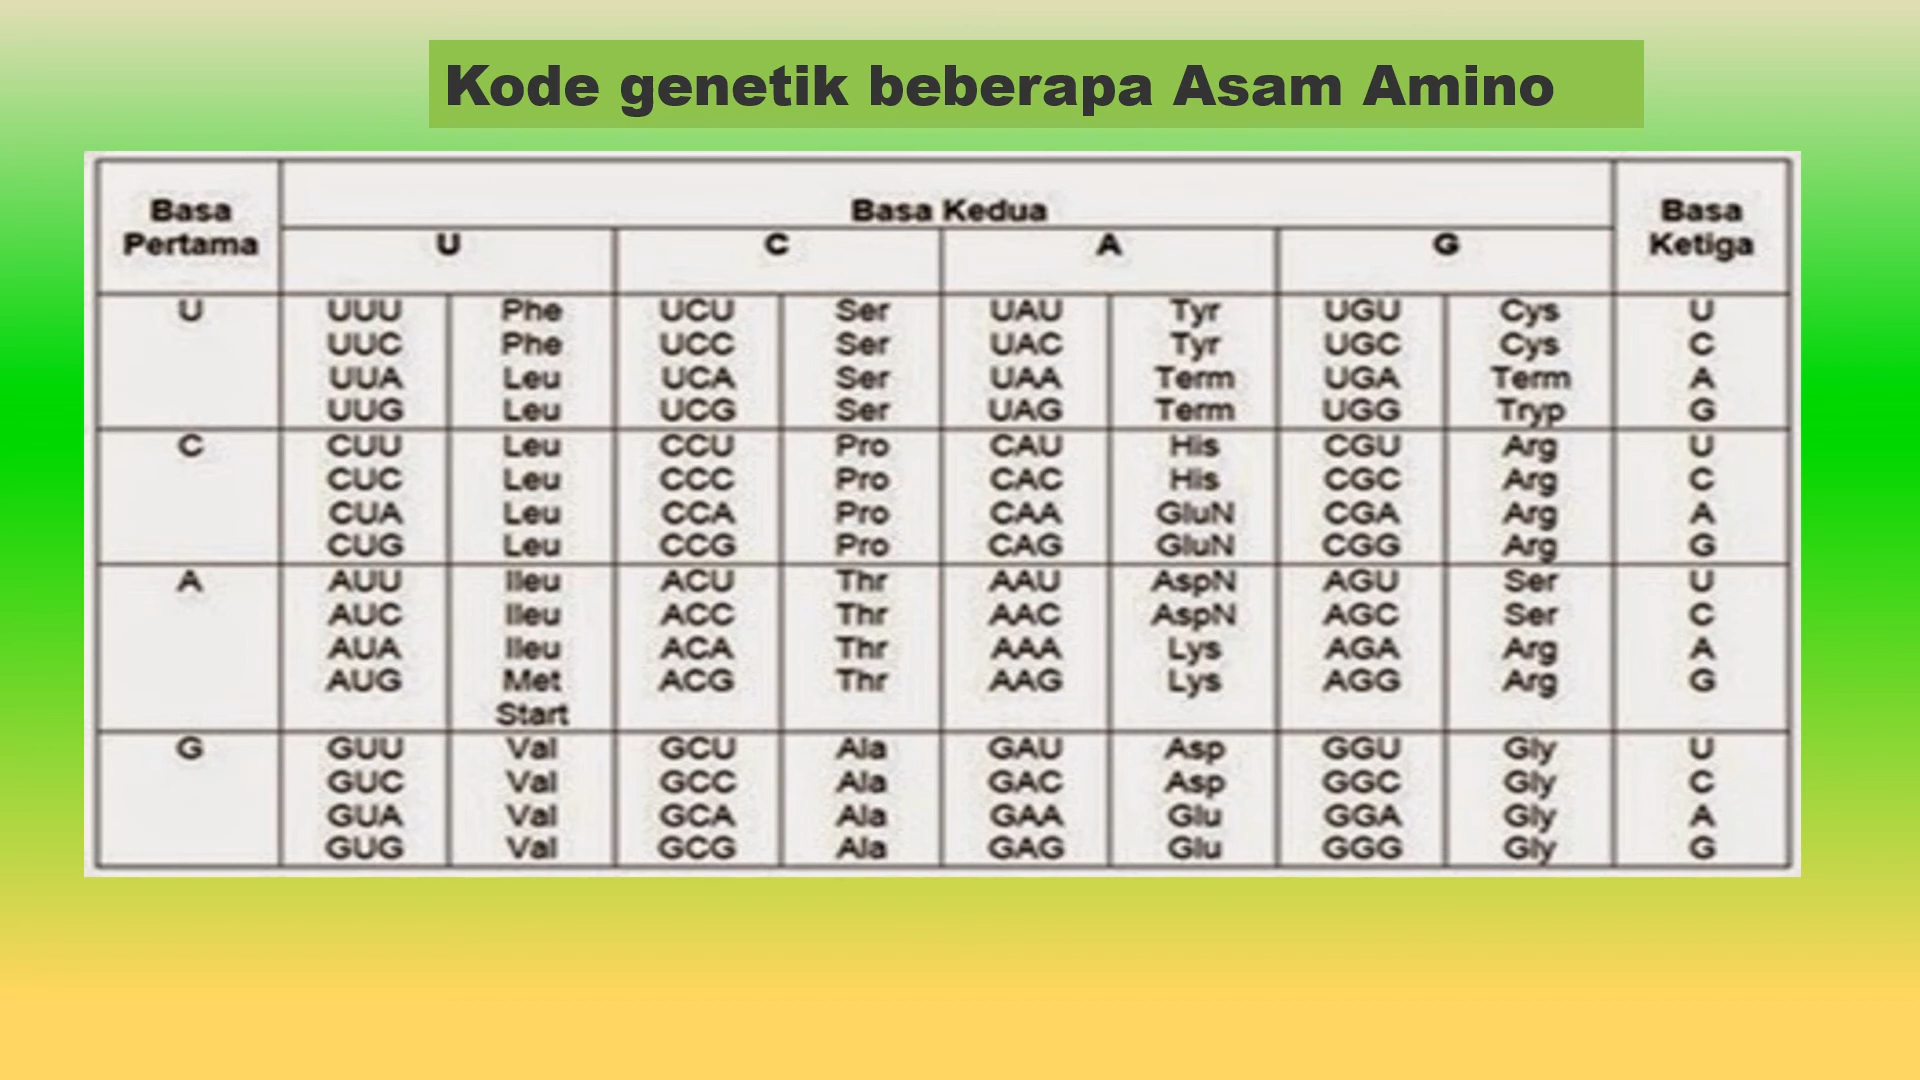 Kode genetik beberapa Asam Amino
Basa Pertama Basa Kedua Basa Ketiga
U C A G
U UUU Phe UCU Ser UAU Tyr UGU Cys U
UUC Phe UCC Ser UAC Tyr UGC Cys C
UUA Leu UCA Ser UAA Term UGA Term A
UUG Leu UCG Ser UAG Term UGG Tryp G
C CUU Leu CCU Pro CAU His CGU Arg U
CUC Leu CCC Pro CAC His CGC Arg C
CUA Leu CCA Pro CAA GluN CGA Arg A
CUG Leu CCG Pro CAG GluN CGG Arg G
A AUU Ileu ACU Thr AAU AspN AGU Ser U
AUC Ileu ACC Thr AAC AspN AGC Ser C
AUA Ileu ACA Thr AAA Lys AGA Arg A
AUG Met ACG Thr AAG Lys AGG Arg G
Start
G GUU Val GCU Ala GAU Asp GGU Gly U
GUC Val GCC Ala GAC Asp GGC Gly C
GUA Val GCA Ala GAA Glu GGA Gly A
GUG Val GCG Ala GAG Glu GGG Gly G